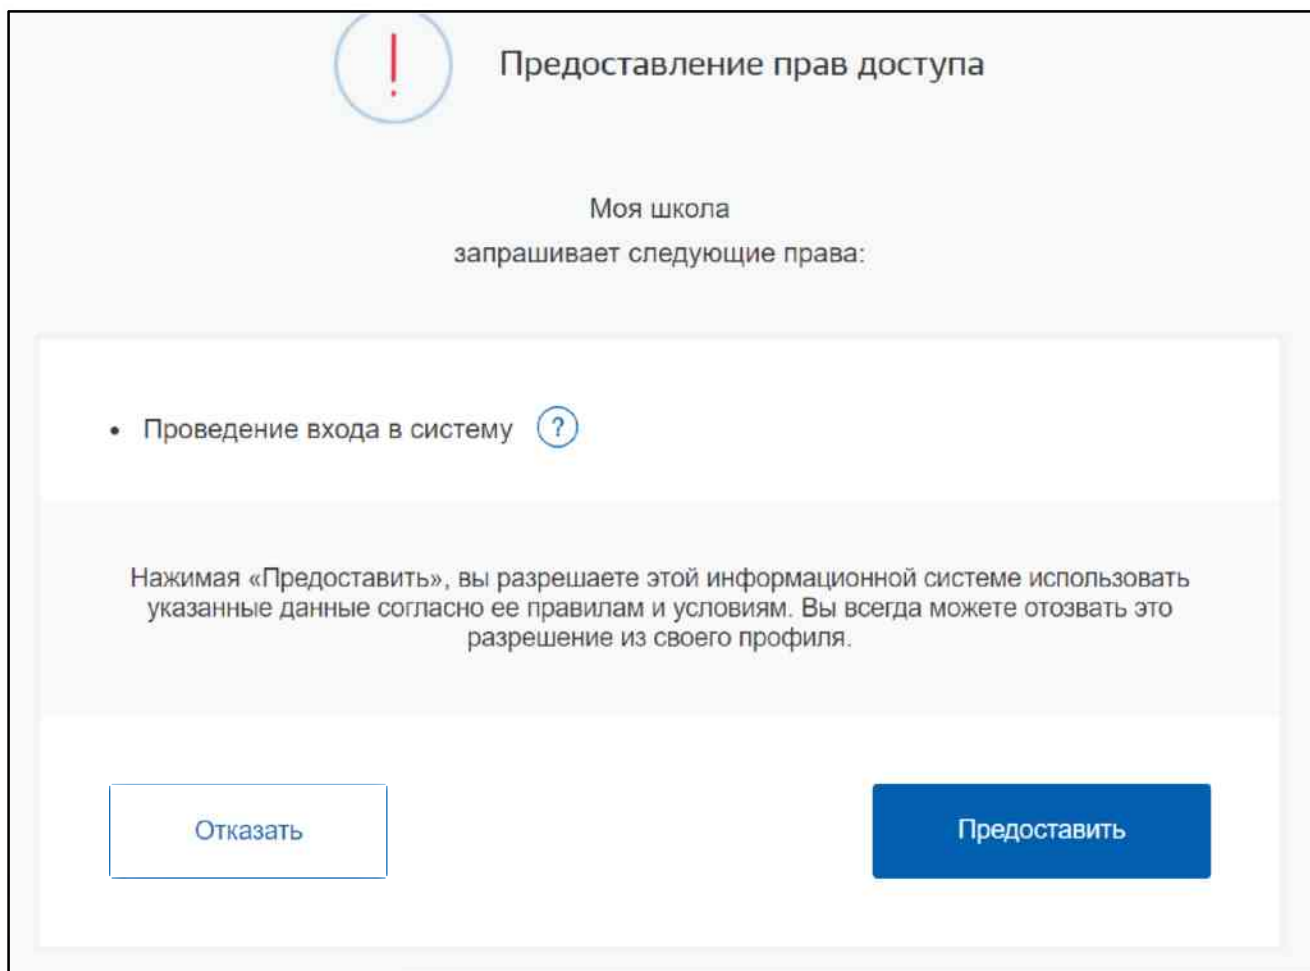 Предоставление прав доступа
Моя школа
запрашивает следующие права:
• Проведение входа в систему ?
Нажимая «Предоставить», вы разрешаете этой информационной системе использовать
указанные данные согласно ее правилам и условиям. Вы всегда можете отозвать это
разрешение из своего профиля.
Отказать
Предоставить